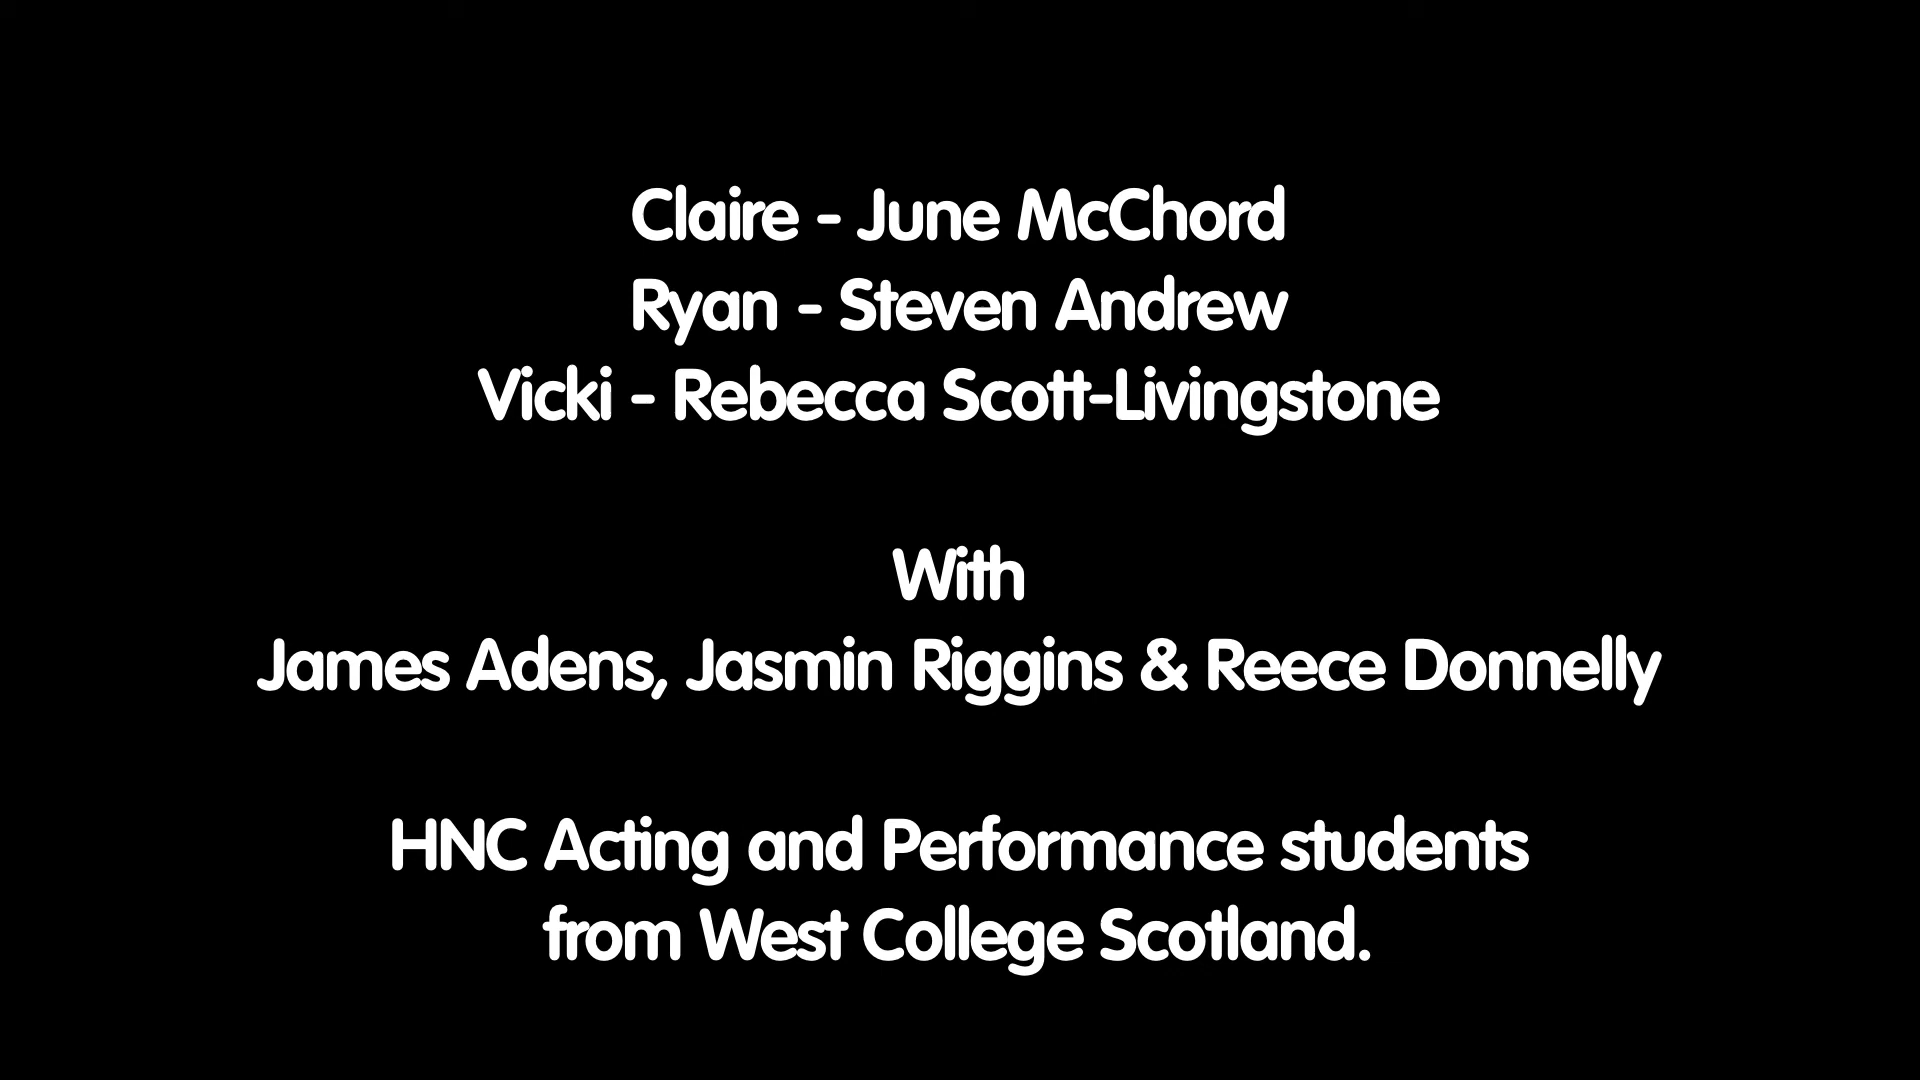 Claire - June McChord
Ryan - Steven Andrew
Vicki - Rebecca Scott-Livingstone
With
James Adens, Jasmin Riggins & Reece Donnelly
HNC Acting and Performance students
from West College Scotland.